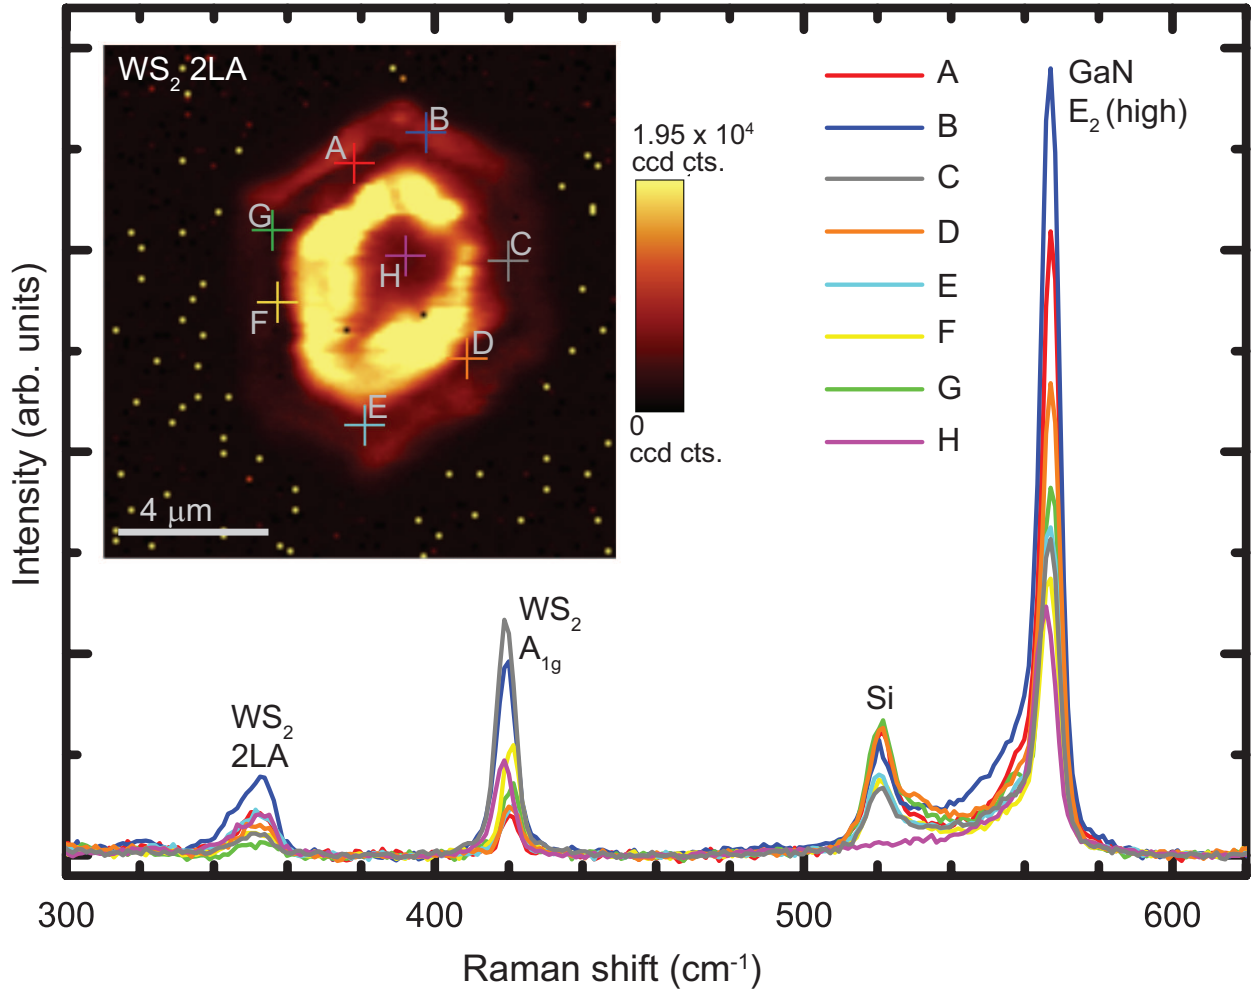 WS2 2LA
A
B
G
C
H
F
D
E
4 μm
1.95 x 10⁴
ccd cts.
0
ccd cts.
A
B
C
D
E
F
G
H
GaN
E2 (high)
WS2
A1g
WS2
2LA
Si
Intensity (arb. units)
300
400
500
600
Raman shift (cm⁻¹)